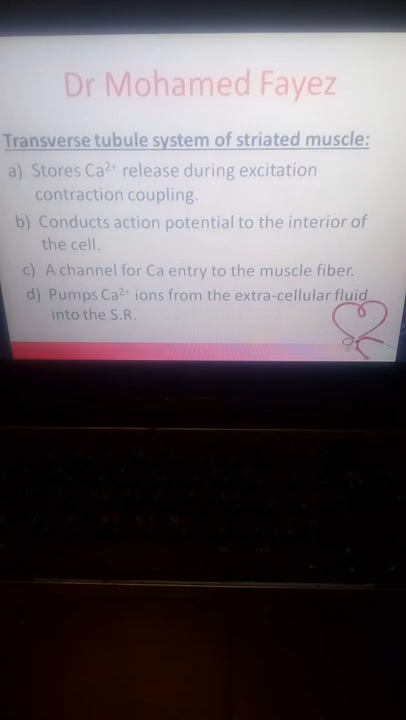 Dr Mohamed Fayez
Transverse tubule system of striated muscle:
a) Stores Ca²⁺ release during excitation
contraction coupling.
b) Conducts action potential to the interior of
the cell.
c) A channel for Ca entry to the muscle fiber.
d) Pumps Ca²⁺ ions from the extra-cellular fluid
into the S.R.